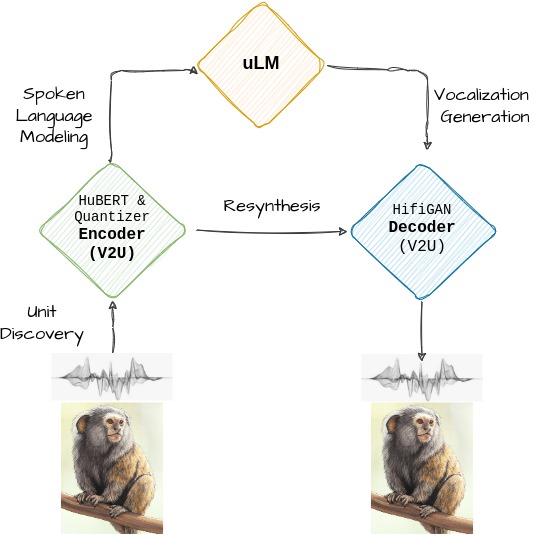 uLM
Spoken
Language
Modeling
Vocalization
Generation
HuBERT &
Quantizer
Encoder
(V2U)
Resynthesis
HifiGAN
Decoder
(V2U)
Unit
Discovery